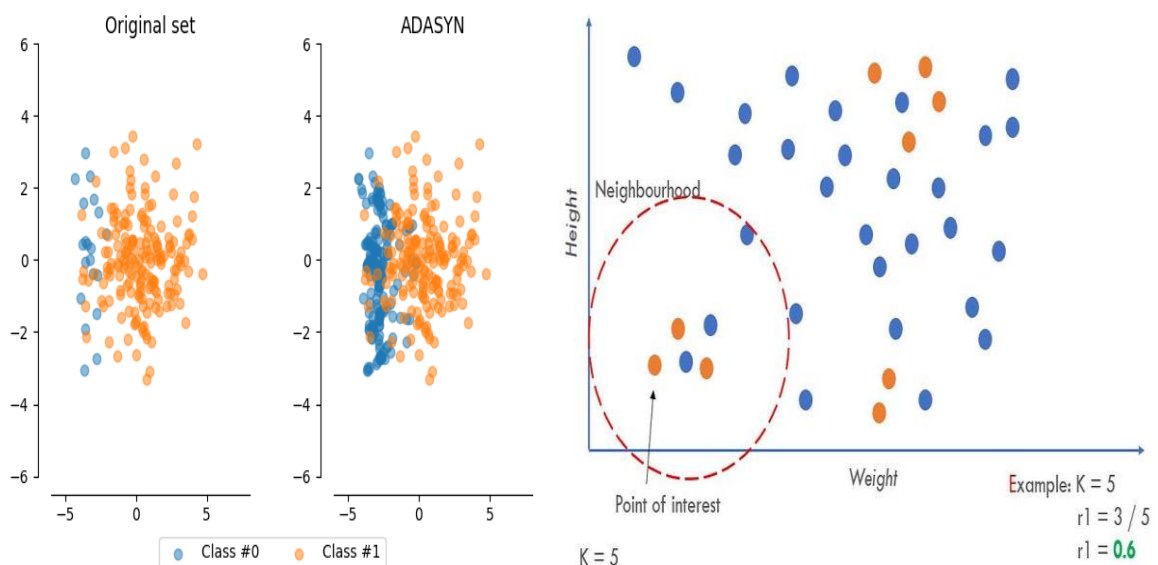 Original set
6
4
2
0
−2
−4
−6
−5 0 5
ADASYN
6
4
2
0
−2
−4
−6
−5 0 5
Class #0 Class #1
Neighbourhood
Height
Weight
Point of interest
K = 5
Example: K = 5
r1 = 3 / 5
r1 = 0.6